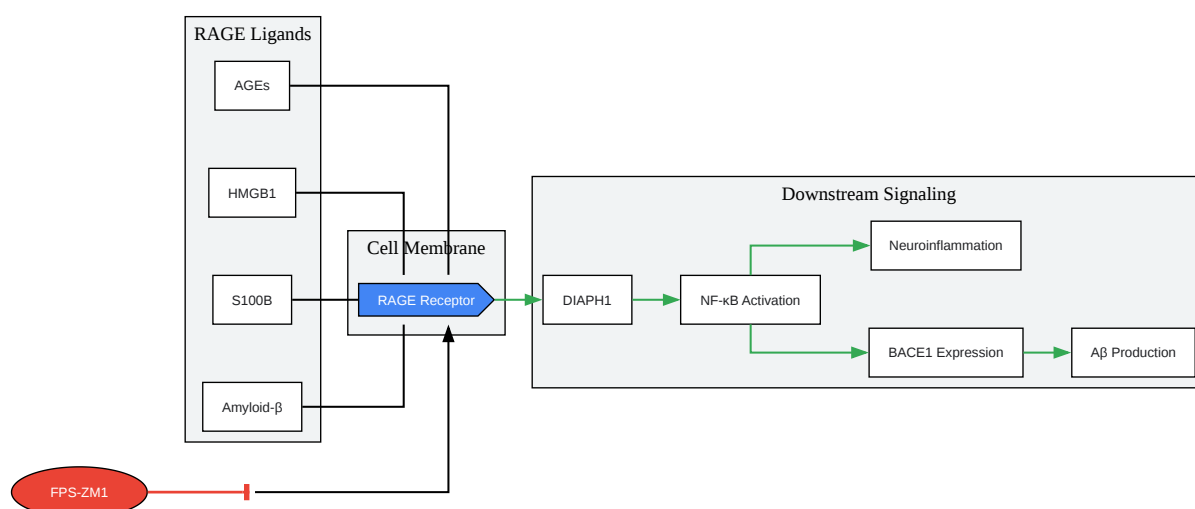 RAGE Ligands
AGEs
HMGB1
S100B
Amyloid-β
FPS-ZM1
Cell Membrane
RAGE Receptor
Downstream Signaling
DIAPH1
NF-κB Activation
Neuroinflammation
BACE1 Expression
Aβ Production